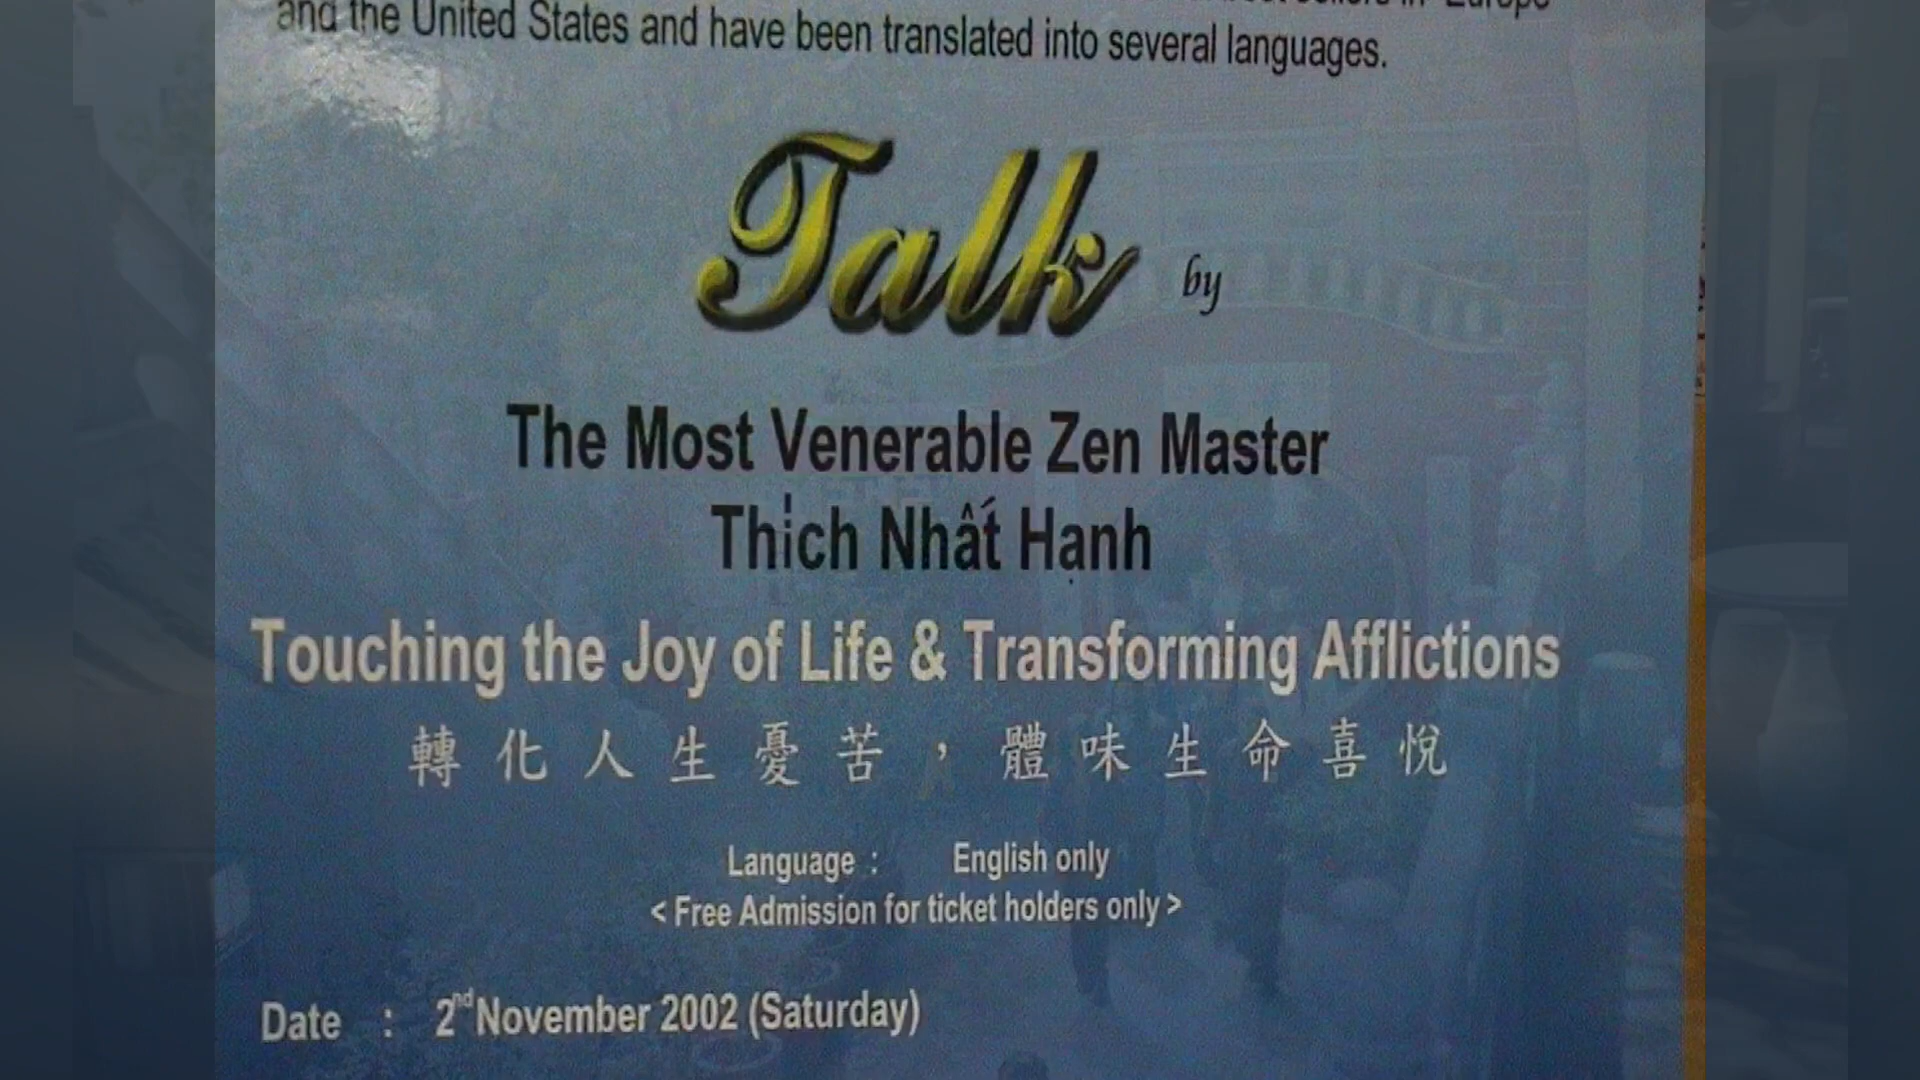 and the United States and have been translated into several languages.
Talk by
The Most Venerable Zen Master
Thích Nhất Hạnh
Touching the Joy of Life & Transforming Afflictions
轉化人生憂苦，體味生命喜悅
Language : English only
< Free Admission for ticket holders only >
Date : 2nd November 2002 (Saturday)